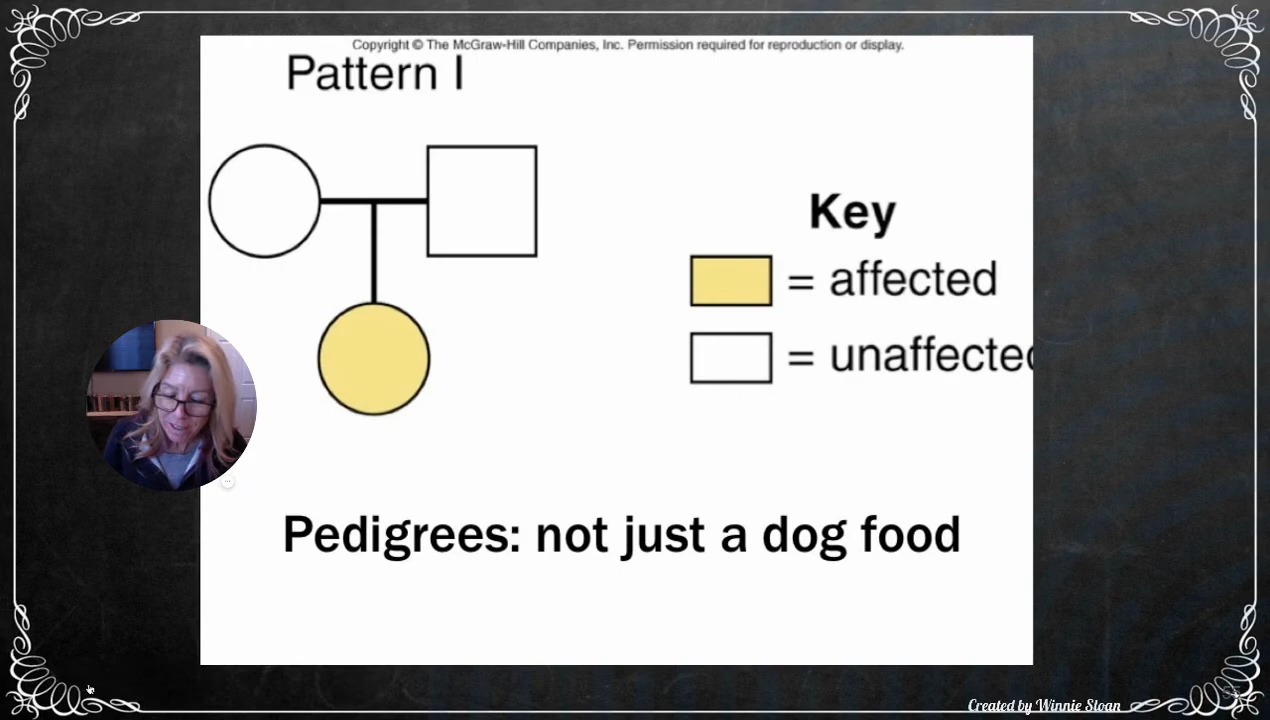 Copyright © The McGraw-Hill Companies, Inc. Permission required for reproduction or display.
Pattern I
Key
= affected
= unaffected
Pedigrees: not just a dog food
Created by Winnie Sloan